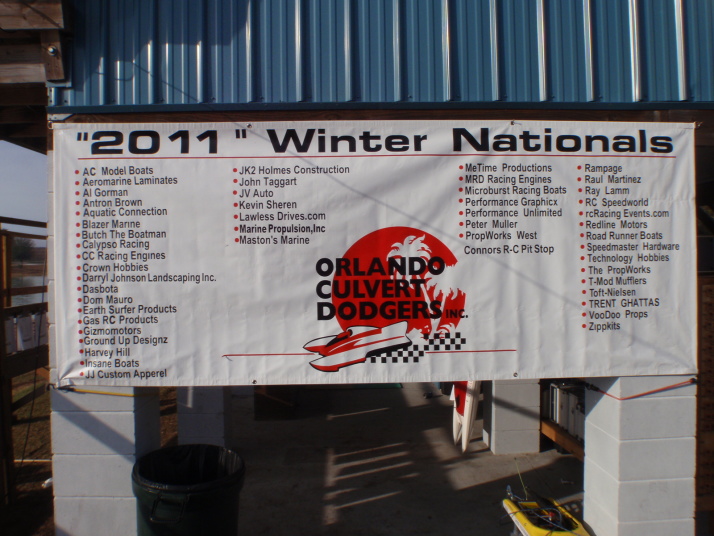 "2011" Winter Nationals
AC Model Boats
Aeromarine Laminates
Al Gorman
Antron Brown
Aquatic Connection
Blazer Marine
Butch The Boatman
Calypso Racing
CC Racing Engines
Crown Hobbies
Darryl Johnson Landscaping Inc.
Dasbota
Dom Mauro
Earth Surfer Products
Gas RC Products
Gizmomotors
Ground Up Designz
Harvey Hill
Insane Boats
JJ Custom Apparel
JK2 Holmes Construction
John Taggart
JV Auto
Kevin Sheren
Lawless Drives.com
Marine Propulsion,Inc
Maston's Marine
MeTime Productions
MRD Racing Engines
Microburst Racing Boats
Performance Graphicx
Performance Unlimited
Peter Muller
PropWorks West
Connors R-C Pit Stop
Rampage
Raul Martinez
Ray Lamm
RC Speedworld
rcRacing Events.com
Redline Motors
Road Runner Boats
Speedmaster Hardware
Technology Hobbies
The PropWorks
T-Mod Mufflers
Toft-Nielsen
TRENT GHATTAS
VooDoo Props
Zippkits
ORLANDO
CULVERT
DODGERS INC.